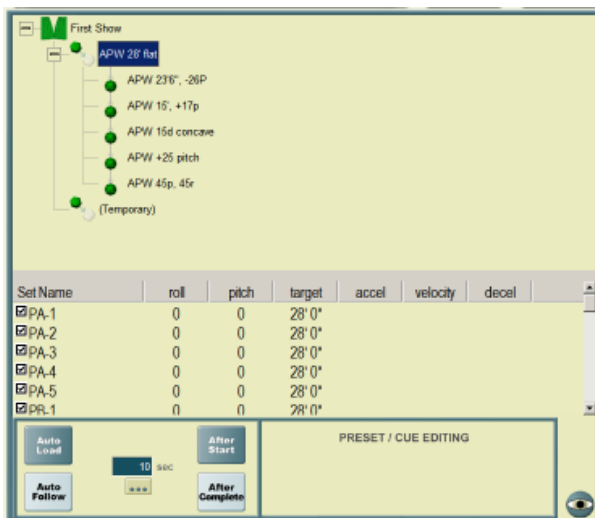 First Show
APW 28' flat
APW 23'6", -26P
APW 15', +17p
APW 15d concave
APW +25 pitch
APW 45p, 45r
(Temporary)
Set Name roll pitch target accel velocity decel
PA-1 0 0 28' 0"
PA-2 0 0 28' 0"
PA-3 0 0 28' 0"
PA-4 0 0 28' 0"
PA-5 0 0 28' 0"
PB-1 0 0 28' 0"
Auto Load
After Start
PRESET / CUE EDITING
10 sec
Auto Follow
...
After Complete